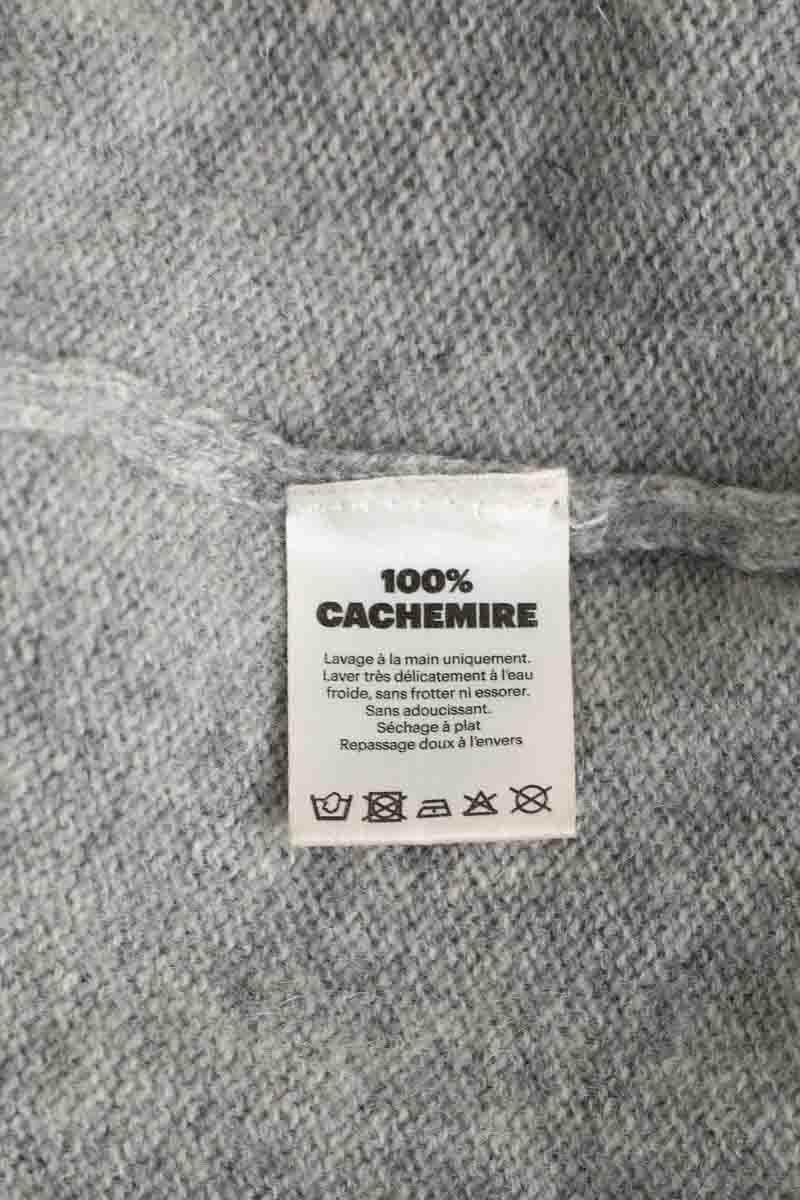 100%
CACHEMIRE
Lavage à la main uniquement.
Laver très délicatement à l'eau
froide, sans frotter ni essorer.
Sans adoucissant.
Séchage à plat
Repassage doux à l'envers